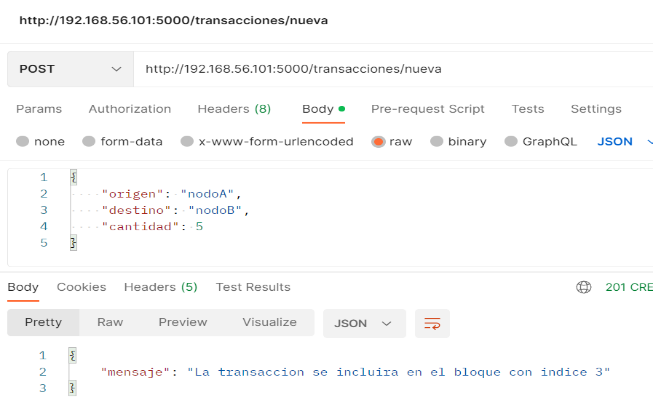 http://192.168.56.101:5000/transacciones/nueva
POST http://192.168.56.101:5000/transacciones/nueva
Params Authorization Headers (8) Body Pre-request Script Tests Settings
none form-data x-www-form-urlencoded raw binary GraphQL JSON
1 {
2 "origen": "nodoA",
3 "destino": "nodoB",
4 "cantidad": 5
5 }
Body Cookies Headers (5) Test Results 201 CRE
Pretty Raw Preview Visualize JSON
1 {
2 "mensaje": "La transaccion se incluira en el bloque con indice 3"
3 }